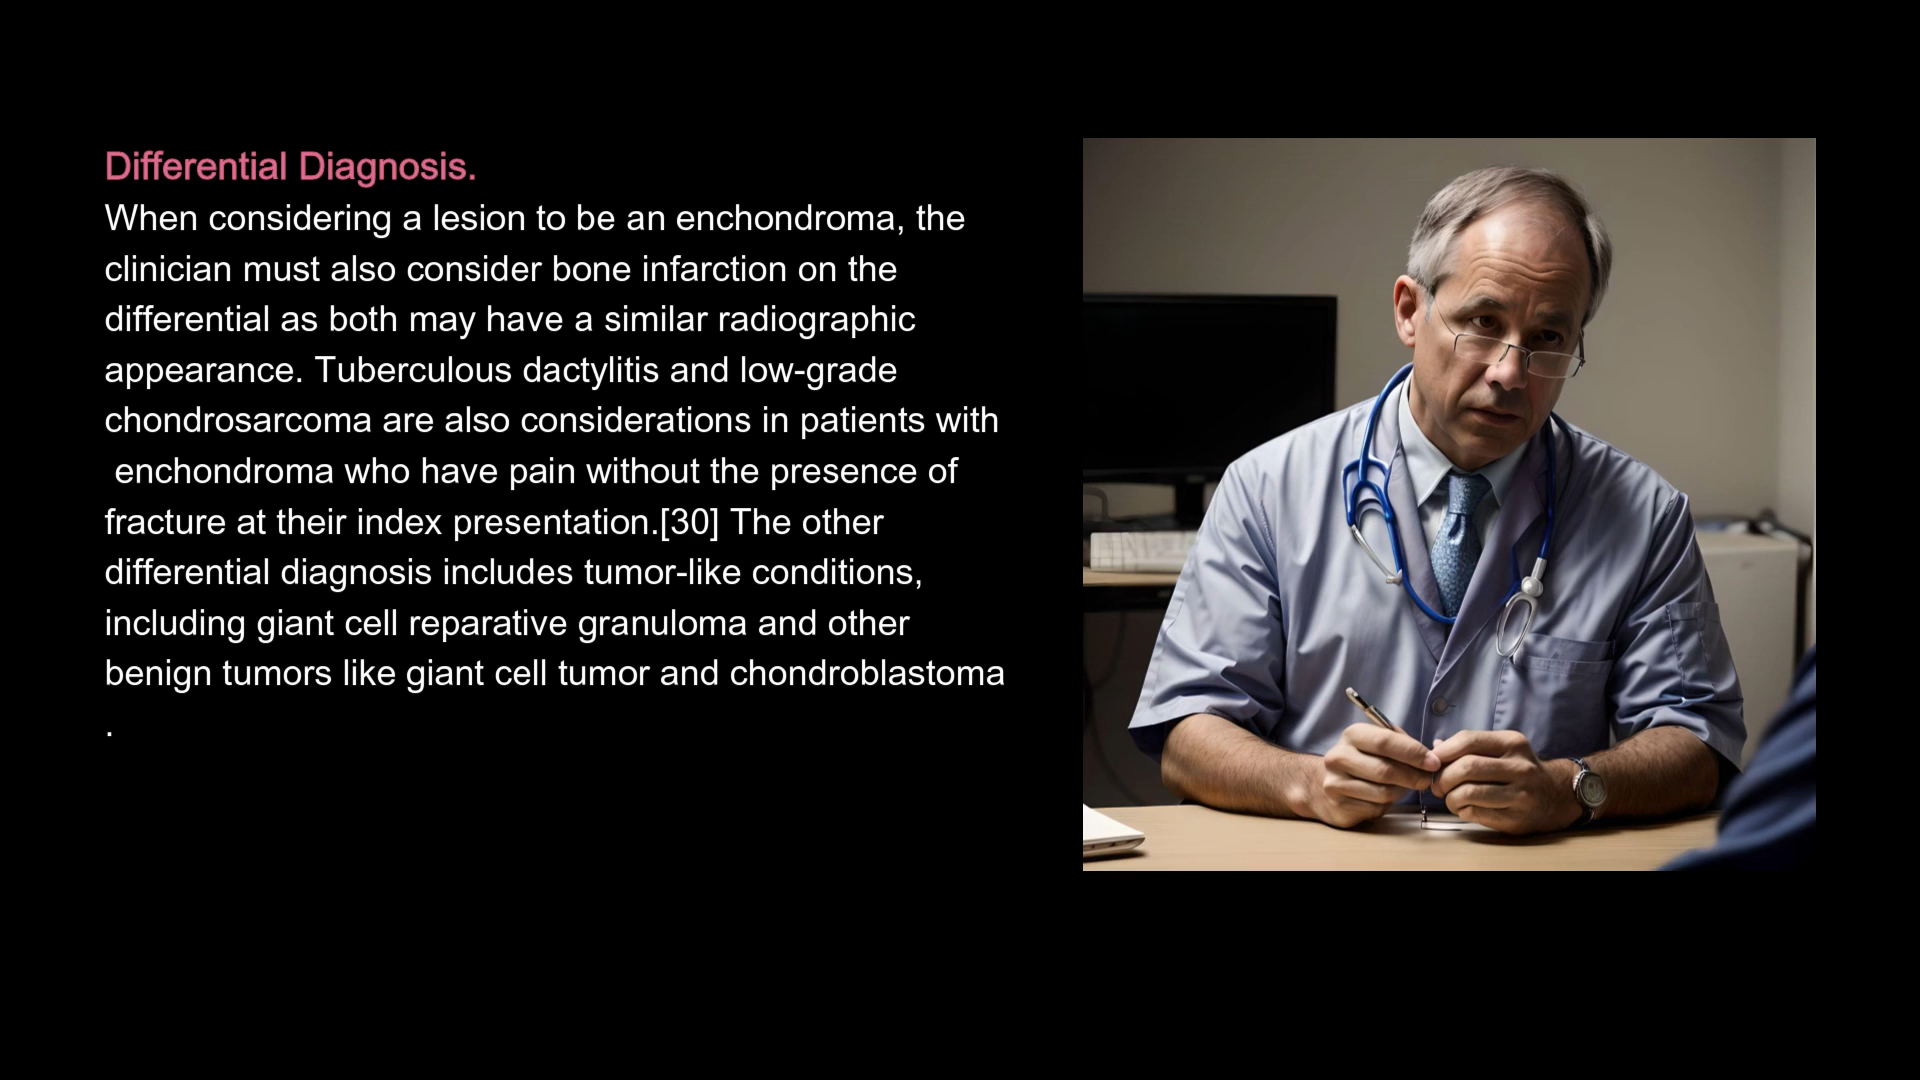 Differential Diagnosis.
When considering a lesion to be an enchondroma, the
clinician must also consider bone infarction on the
differential as both may have a similar radiographic
appearance. Tuberculous dactylitis and low-grade
chondrosarcoma are also considerations in patients with
enchondroma who have pain without the presence of
fracture at their index presentation.[30] The other
differential diagnosis includes tumor-like conditions,
including giant cell reparative granuloma and other
benign tumors like giant cell tumor and chondroblastoma
.